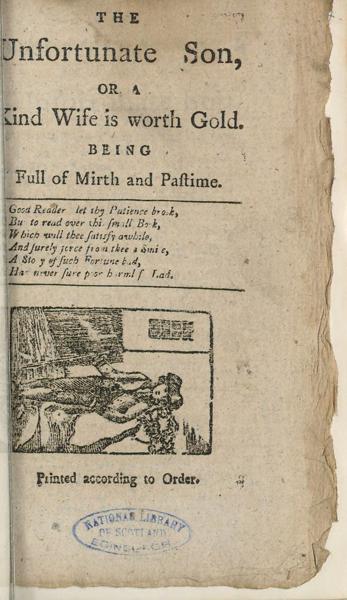 THE
Unfortunate Son,
OR A
Kind Wife is worth Gold.
BEING
Full of Mirth and Paſtime.
Good Reader let thy Patience brook,
But to read over this ſmall Book,
Which will thee ſatisfy awhile,
And ſurely force from thee a Smile,
A Story of ſuch Fortune bad,
Had never ſure poor harmleſs Lad.
Printed according to Order.
NATIONAL LIBRARY
OF SCOTLAND
EDINBURGH